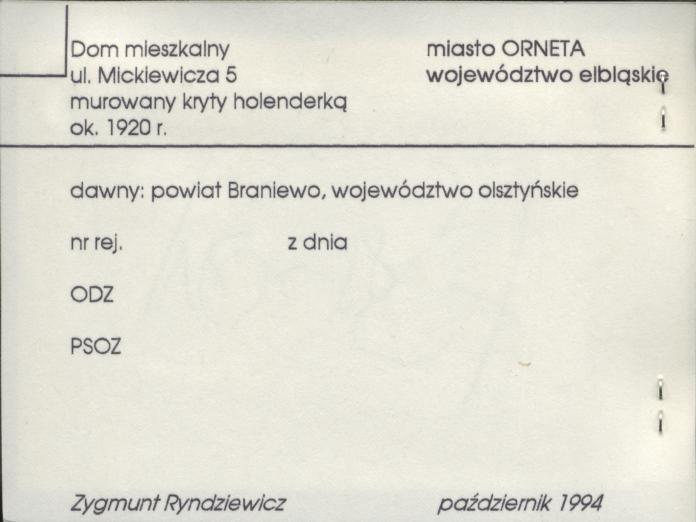 Dom mieszkalny
ul. Mickiewicza 5
murowany kryty holenderką
ok. 1920 r.
miasto ORNETA
województwo elbląskie
dawny: powiat Braniewo, województwo olsztyńskie
nr rej. z dnia
ODZ
PSOZ
Zygmunt Ryndziewicz październik 1994